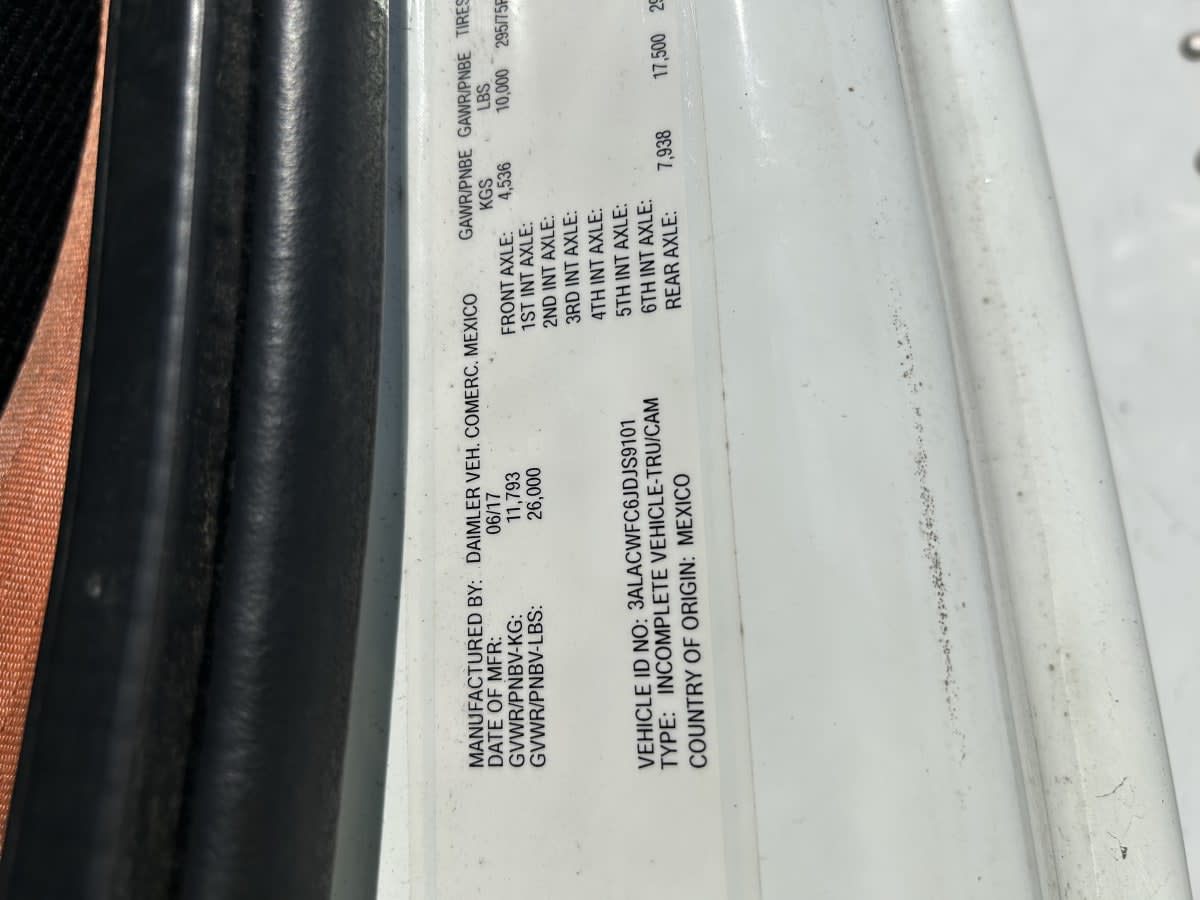 MANUFACTURED BY: DAIMLER VEH. COMERC. MEXICO
DATE OF MFR: 06/17
GVWR/PNBV-KG: 11,793
GVWR/PNBV-LBS: 26,000
VEHICLE ID NO: 3ALACWFC6JDJS9101
TYPE: INCOMPLETE VEHICLE-TRU/CAM
COUNTRY OF ORIGIN: MEXICO
GAWR/PNBE GAWR/PNBE TIRES
KGS LBS
FRONT AXLE: 4,536 10,000 295/75
1ST INT AXLE:
2ND INT AXLE:
3RD INT AXLE:
4TH INT AXLE:
5TH INT AXLE:
6TH INT AXLE:
REAR AXLE: 7,938 17,500